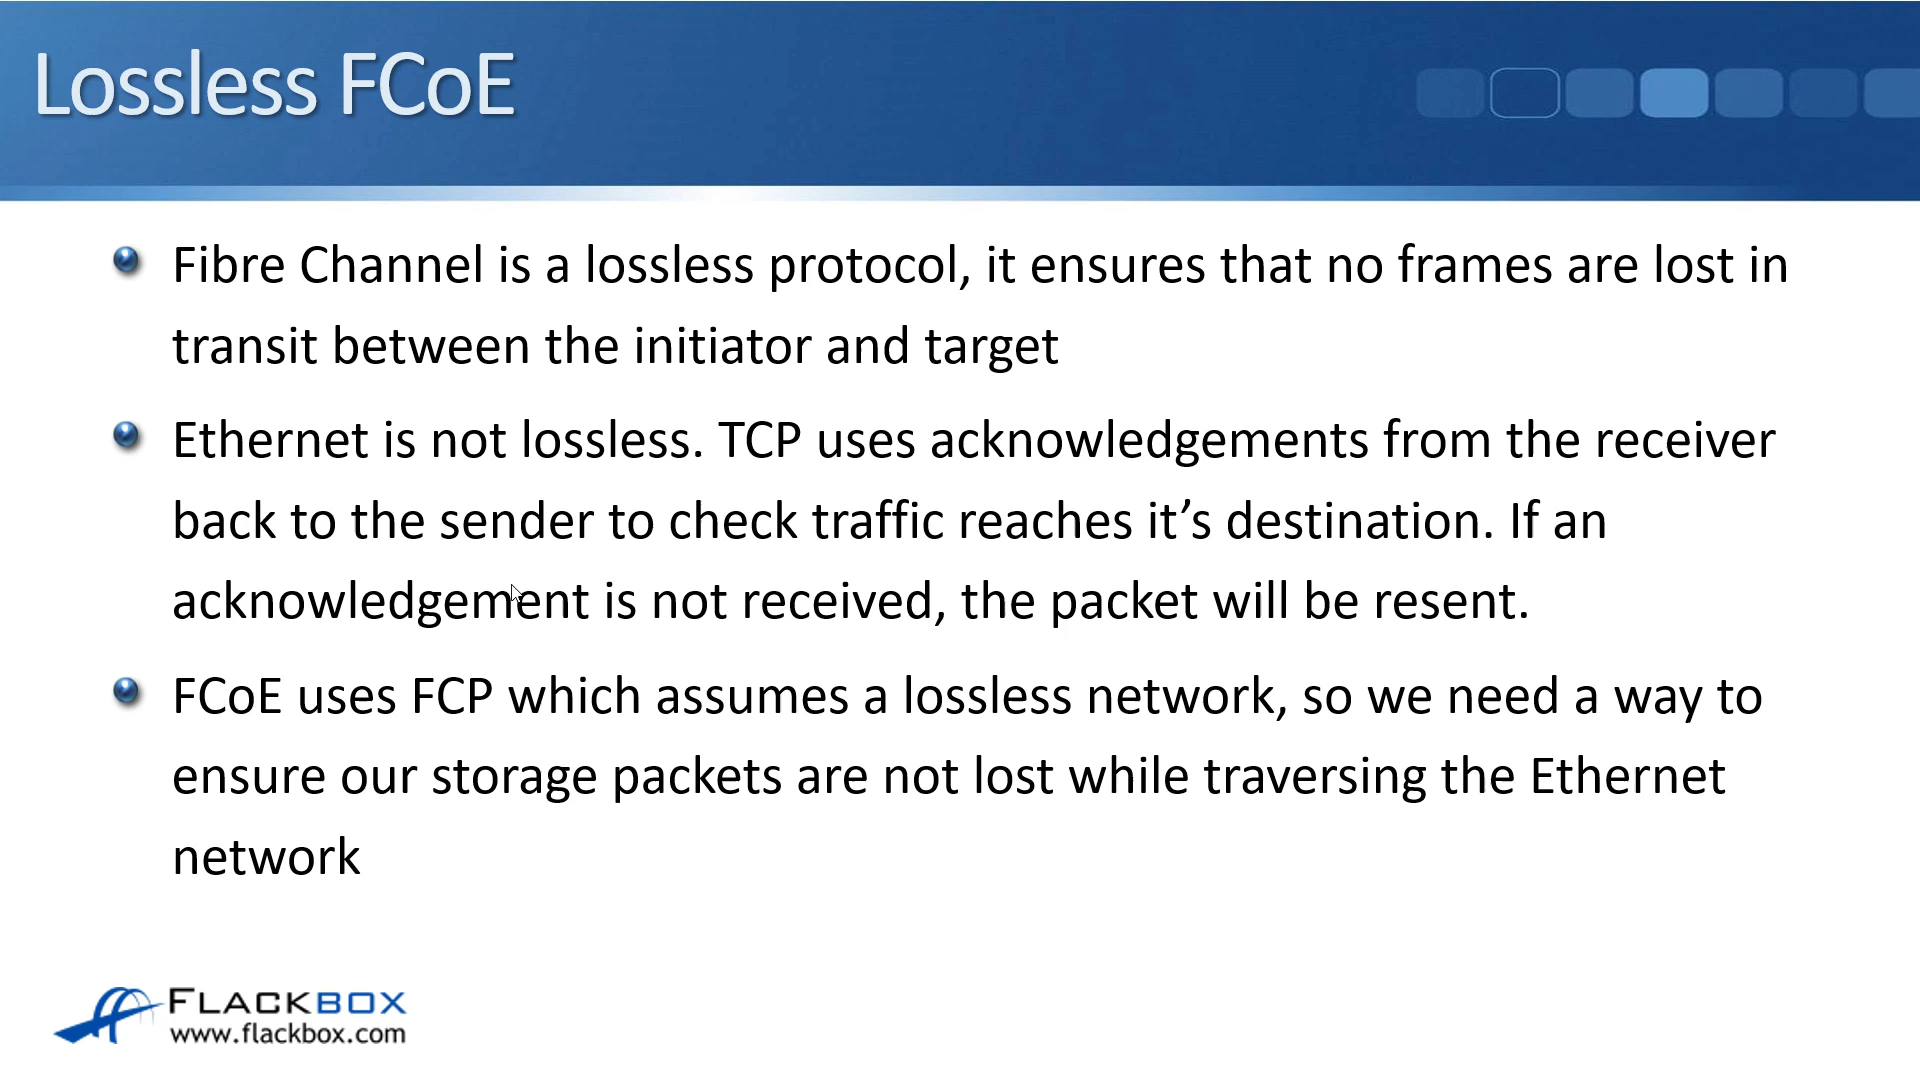 Lossless FCoE
Fibre Channel is a lossless protocol, it ensures that no frames are lost in
transit between the initiator and target
Ethernet is not lossless. TCP uses acknowledgements from the receiver
back to the sender to check traffic reaches it’s destination. If an
acknowledgement is not received, the packet will be resent.
FCoE uses FCP which assumes a lossless network, so we need a way to
ensure our storage packets are not lost while traversing the Ethernet
network
FLACKBOX
www.flackbox.com